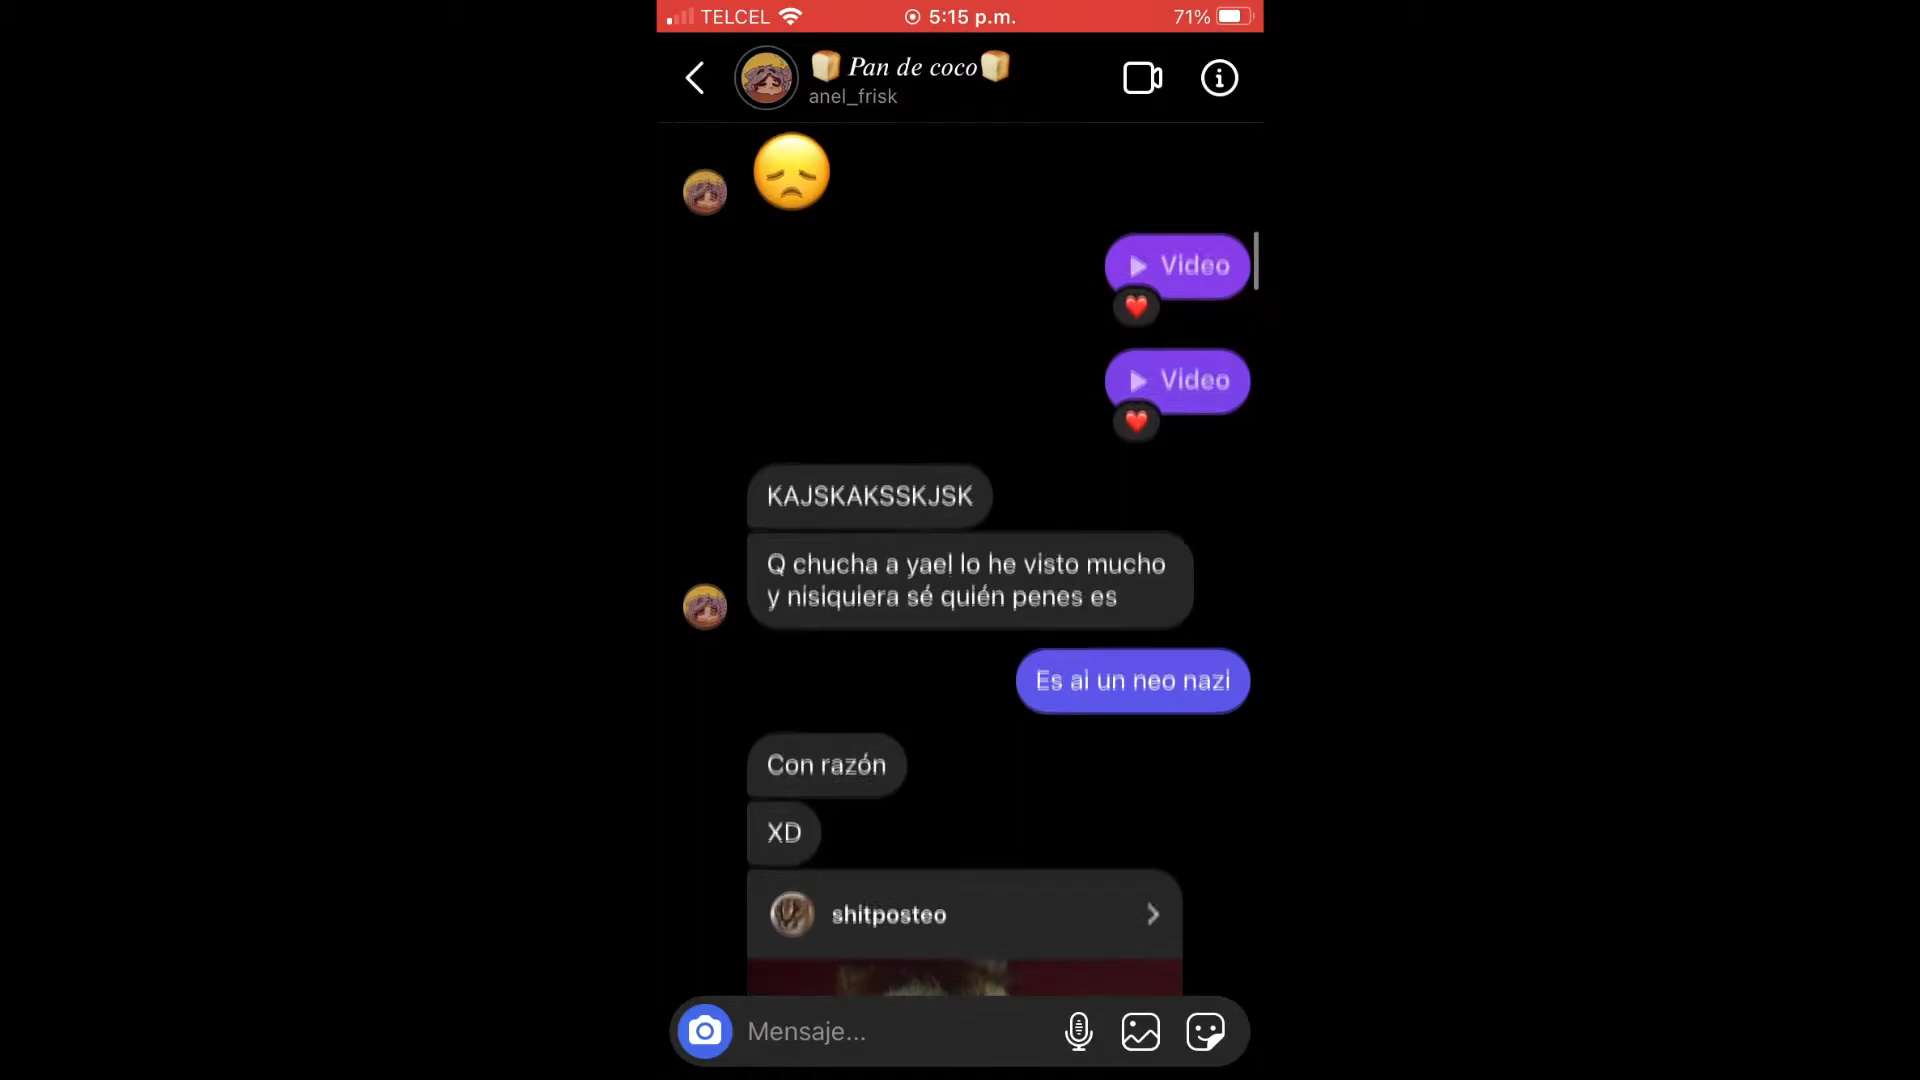 TELCEL 5:15 p.m. 71%
Pan de coco
anel_frisk
Video
Video
KAJSKAKSSKJSK
Q chucha a yael lo he visto mucho
y nisiquiera sé quién penes es
Es ai un neo nazi
Con razón
XD
shitposteo
Mensaje...